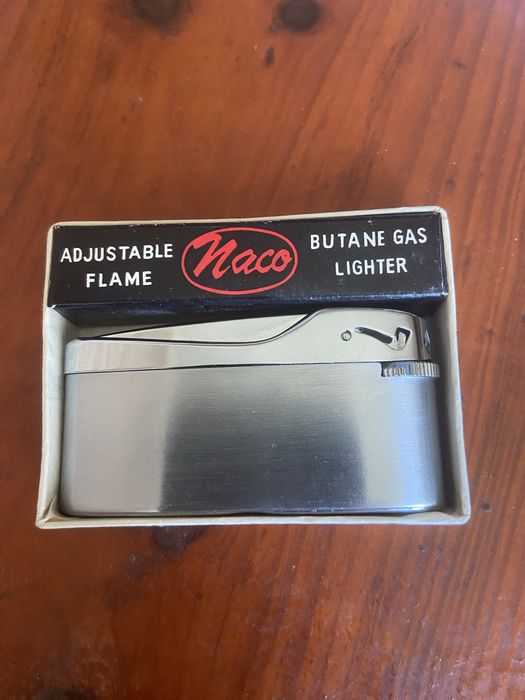 ADJUSTABLE
FLAME
Naco
BUTANE GAS
LIGHTER